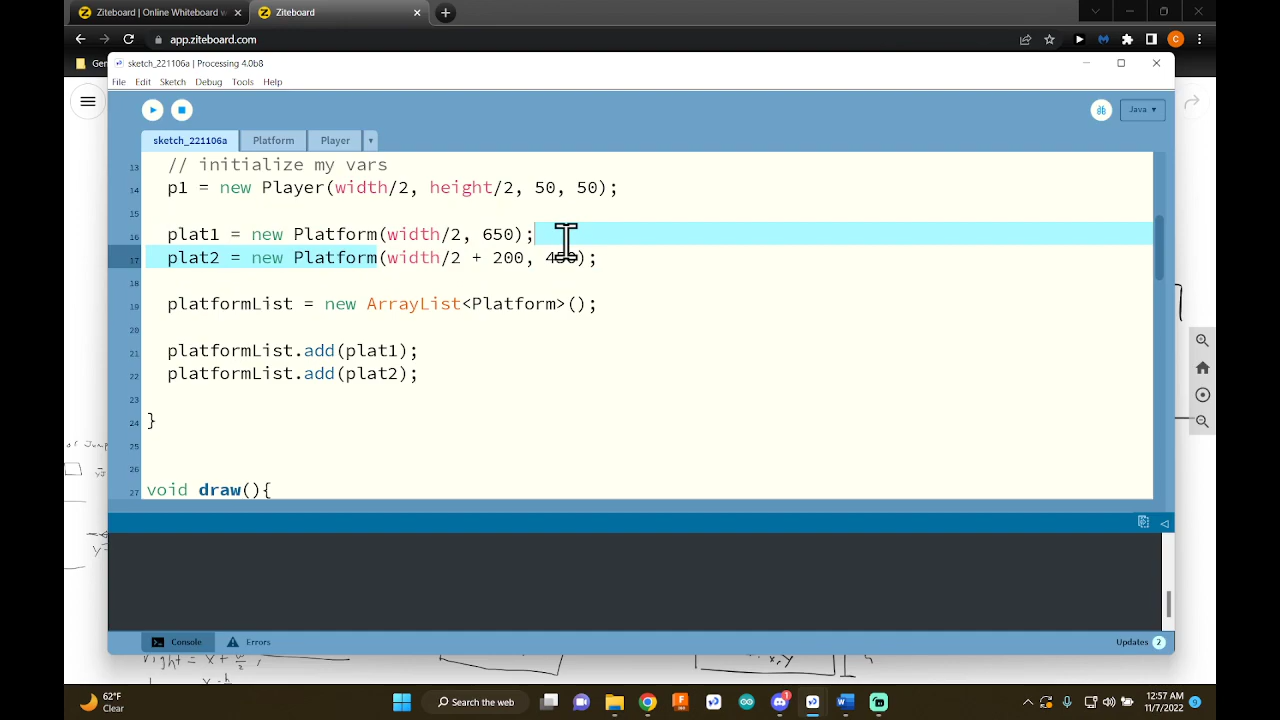 Ziteboard | Online Whiteboard w
Ziteboard
app.ziteboard.com
Gen
sketch_221106a | Processing 4.0b8
File Edit Sketch Debug Tools Help
Java
sketch_221106a Platform Player
13 // initialize my vars
14 p1 = new Player(width/2, height/2, 50, 50);
15
16 plat1 = new Platform(width/2, 650);
17 plat2 = new Platform(width/2 + 200, 4
18
19 platformList = new ArrayList<Platform>();
20
21 platformList.add(plat1);
22 platformList.add(plat2);
23
24 }
25
26
27 void draw(){
Console Errors Updates 2
right = x + w/2 ,
x,y
62°F
Clear
Search the web
12:57 AM
11/7/2022